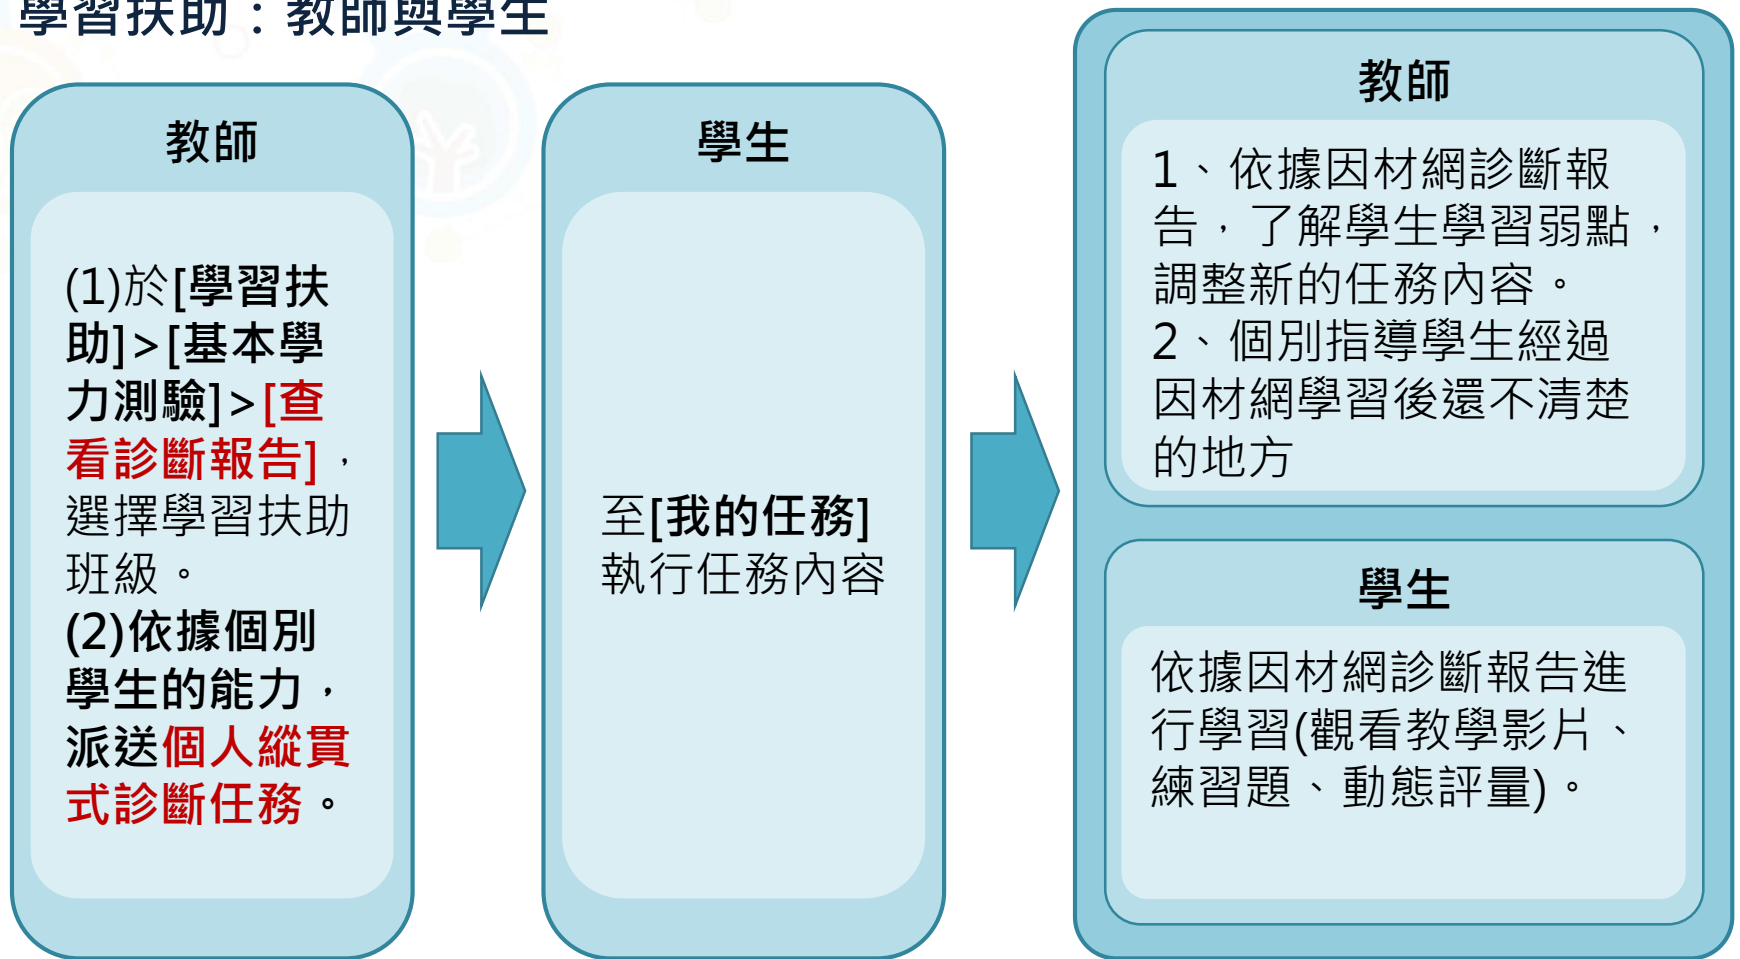 學習扶助：教師與學生
教師
(1)於[學習扶
助]>[基本學
力測驗]>[查
看診斷報告]，
選擇學習扶助
班級。
(2)依據個別
學生的能力，
派送個人縱貫
式診斷任務。
學生
至[我的任務]
執行任務內容
教師
1、依據因材網診斷報
告，了解學生學習弱點，
調整新的任務內容。
2、個別指導學生經過
因材網學習後還不清楚
的地方
學生
依據因材網診斷報告進
行學習(觀看教學影片、
練習題、動態評量)。